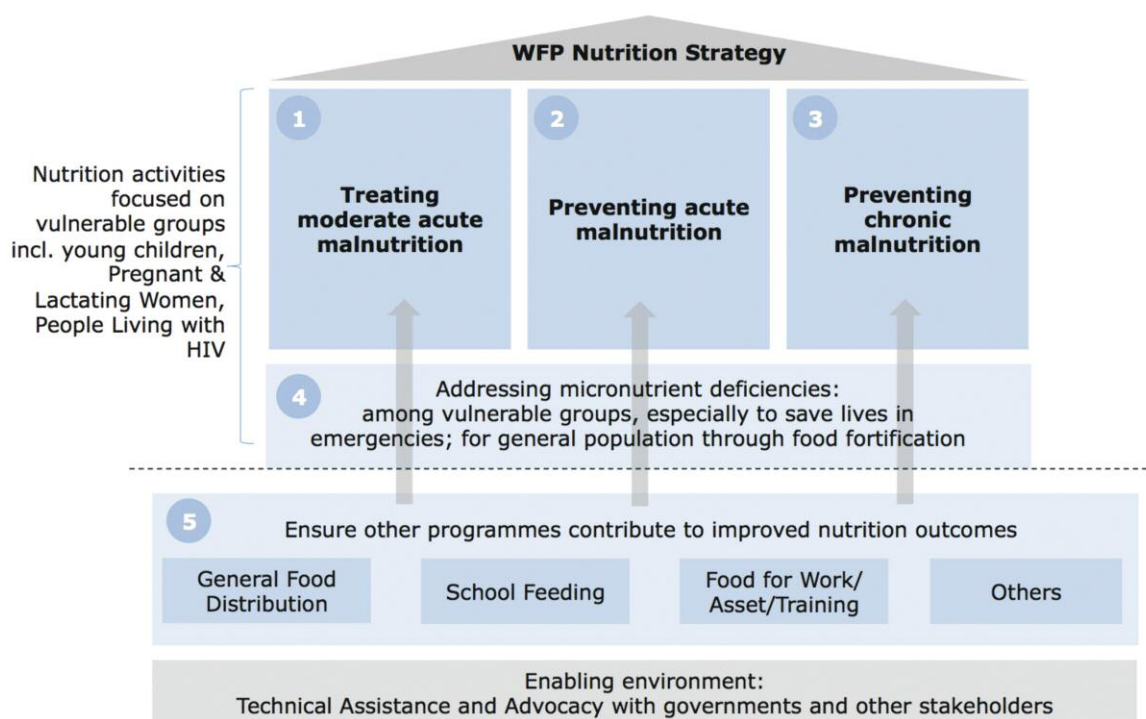 WFP Nutrition Strategy
Nutrition activities
focused on
vulnerable groups
incl. young children,
Pregnant &
Lactating Women,
People Living with
HIV
1
Treating
moderate acute
malnutrition
2
Preventing acute
malnutrition
3
Preventing
chronic
malnutrition
4
Addressing micronutrient deficiencies:
among vulnerable groups, especially to save lives in
emergencies; for general population through food fortification
5
Ensure other programmes contribute to improved nutrition outcomes
General Food
Distribution
School Feeding
Food for Work/
Asset/Training
Others
Enabling environment:
Technical Assistance and Advocacy with governments and other stakeholders